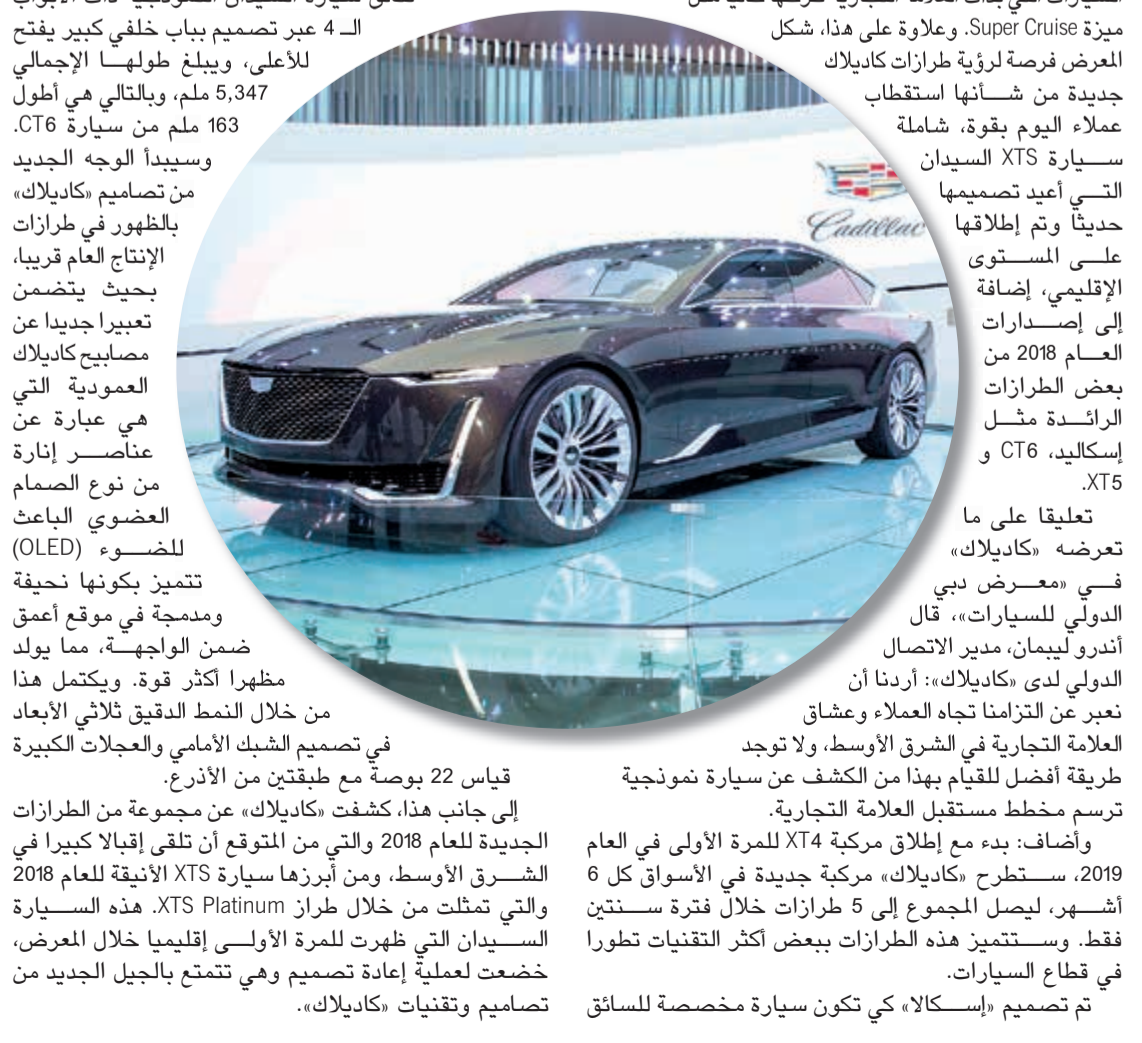 ميزة Super Cruise. وعلاوة على هذا، شكل
المعرض فرصة لرؤية طرازات كاديلاك
جديدة من شأنها استقطاب
عملاء اليوم بقوة، شاملة
سيارة XTS السيدان
التي أعيد تصميمها
حديثا وتم إطلاقها
على المستوى
الإقليمي، إضافة
إلى إصدارات
العام 2018 من
بعض الطرازات
الرائدة مثل
إسكاليد، CT6 و
XT5.
تعليقا على ما
تعرضه «كاديلاك»
في «معرض دبي
الدولي للسيارات»، قال
أندرو ليبمان، مدير الاتصال
الدولي لدى «كاديلاك»: أردنا أن
نعبر عن التزامنا تجاه العملاء وعشاق
العلامة التجارية في الشرق الأوسط، ولا توجد
طريقة أفضل للقيام بهذا من الكشف عن سيارة نموذجية
ترسم مخطط مستقبل العلامة التجارية.
وأضاف: بدء مع إطلاق مركبة XT4 للمرة الأولى في العام
2019، ستطرح «كاديلاك» مركبة جديدة في الأسواق كل 6
أشهر، ليصل المجموع إلى 5 طرازات خلال فترة سنتين
فقط. وستتميز هذه الطرازات ببعض أكثر التقنيات تطورا
في قطاع السيارات.
تم تصميم «إسكالا» كي تكون سيارة مخصصة للسائق
الـ 4 عبر تصميم بباب خلفي كبير يفتح
للأعلى، ويبلغ طولها الإجمالي
5,347 ملم، وبالتالي هي أطول
163 ملم من سيارة CT6.
وسيبدأ الوجه الجديد
من تصاميم «كاديلاك»
بالظهور في طرازات
الإنتاج العام قريبا،
بحيث يتضمن
تعبيرا جديدا عن
مصابيح كاديلاك
العمودية التي
هي عبارة عن
عناصر إنارة
من نوع الصمام
العضوي الباعث
للضوء (OLED)
تتميز بكونها نحيفة
ومدمجة في موقع أعمق
ضمن الواجهة، مما يولد
مظهرا أكثر قوة. ويكتمل هذا
من خلال النمط الدقيق ثلاثي الأبعاد
في تصميم الشبك الأمامي والعجلات الكبيرة
قياس 22 بوصة مع طبقتين من الأذرع.
إلى جانب هذا، كشفت «كاديلاك» عن مجموعة من الطرازات
الجديدة للعام 2018 والتي من المتوقع أن تلقى إقبالا كبيرا في
الشرق الأوسط، ومن أبرزها سيارة XTS الأنيقة للعام 2018
والتي تمثلت من خلال طراز XTS Platinum. هذه السيارة
السيدان التي ظهرت للمرة الأولى إقليميا خلال المعرض،
خضعت لعملية إعادة تصميم وهي تتمتع بالجيل الجديد من
تصاميم وتقنيات «كاديلاك».
Cadillac